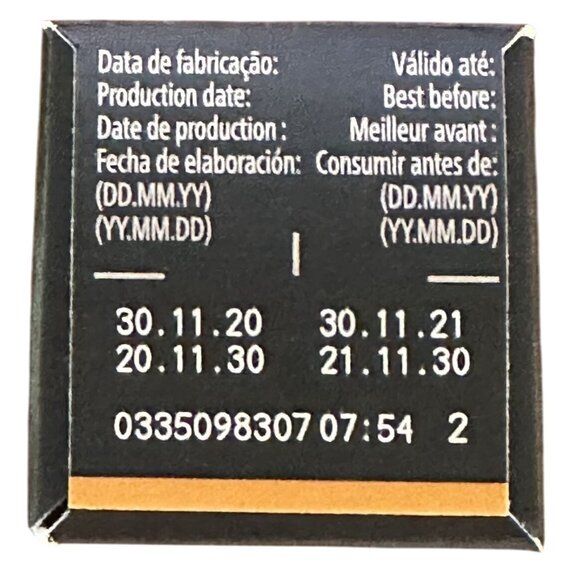 Data de fabricação: Válido até:
Production date: Best before:
Date de production : Meilleur avant :
Fecha de elaboración: Consumir antes de:
(DD.MM.YY) (DD.MM.YY)
(YY.MM.DD) (YY.MM.DD)
30.11.20 30.11.21
20.11.30 21.11.30
0335098307 07:54 2